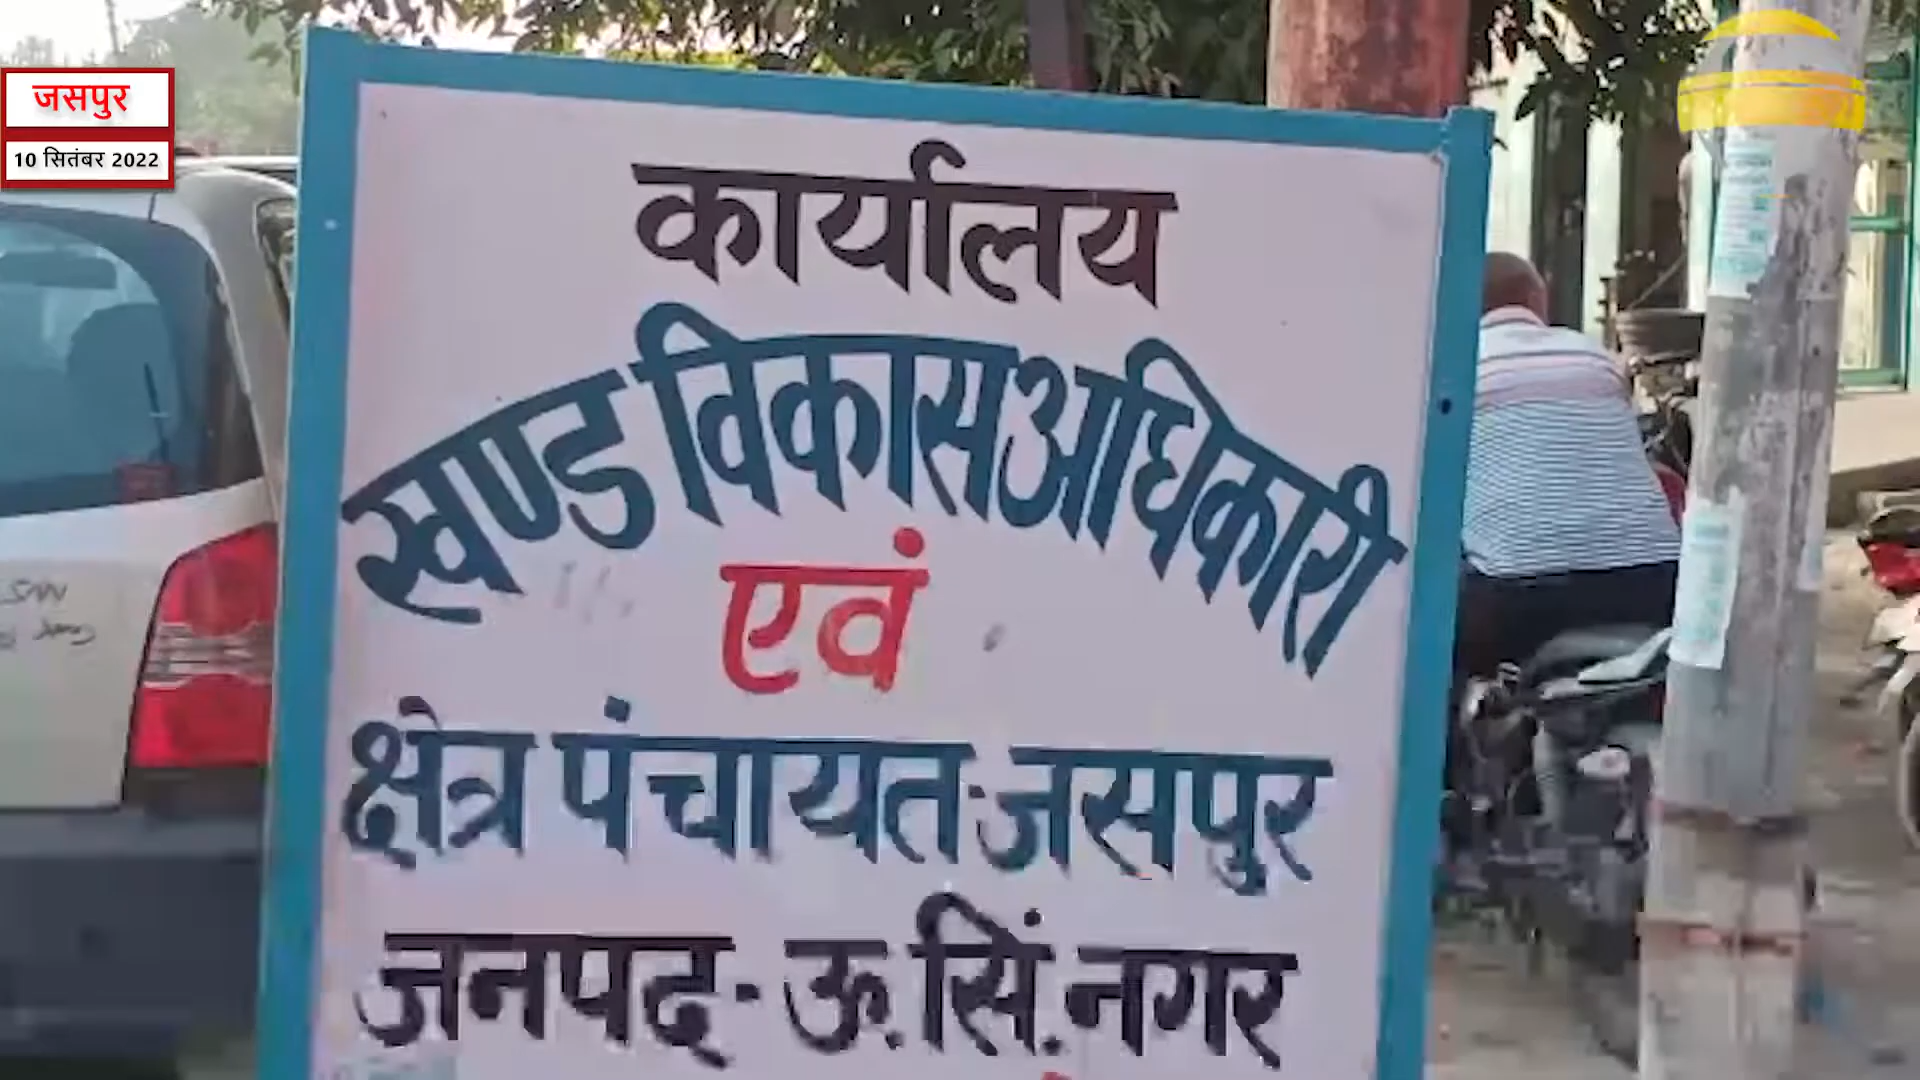 जसपुर
10 सितंबर 2022
कार्यालय
खण्ड विकास अधिकारी
एवं
क्षेत्र पंचायत-जसपुर
जनपद-ऊ.सिं.नगर